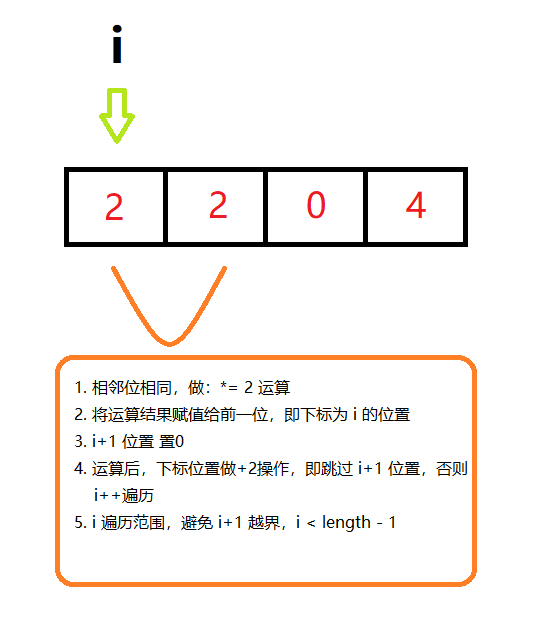 i
2 2 0 4
1. 相邻位相同，做：*= 2 运算
2. 将运算结果赋值给前一位，即下标为 i 的位置
3. i+1 位置 置0
4. 运算后，下标位置做+2操作，即跳过 i+1 位置，否则
i++遍历
5. i 遍历范围，避免 i+1 越界，i < length - 1